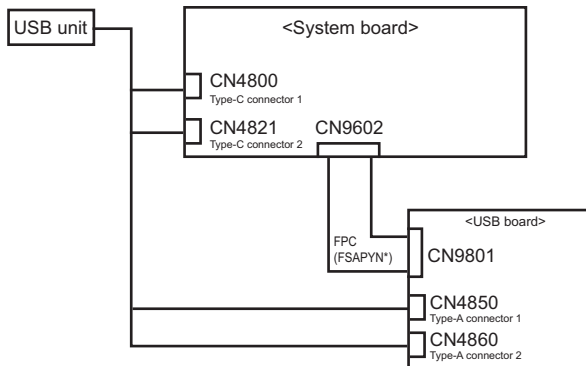 USB unit
<System board>
CN4800
Type-C connector 1
CN4821
Type-C connector 2
CN9602
<USB board>
FPC
(FSAPYN*)
CN9801
CN4850
Type-A connector 1
CN4860
Type-A connector 2